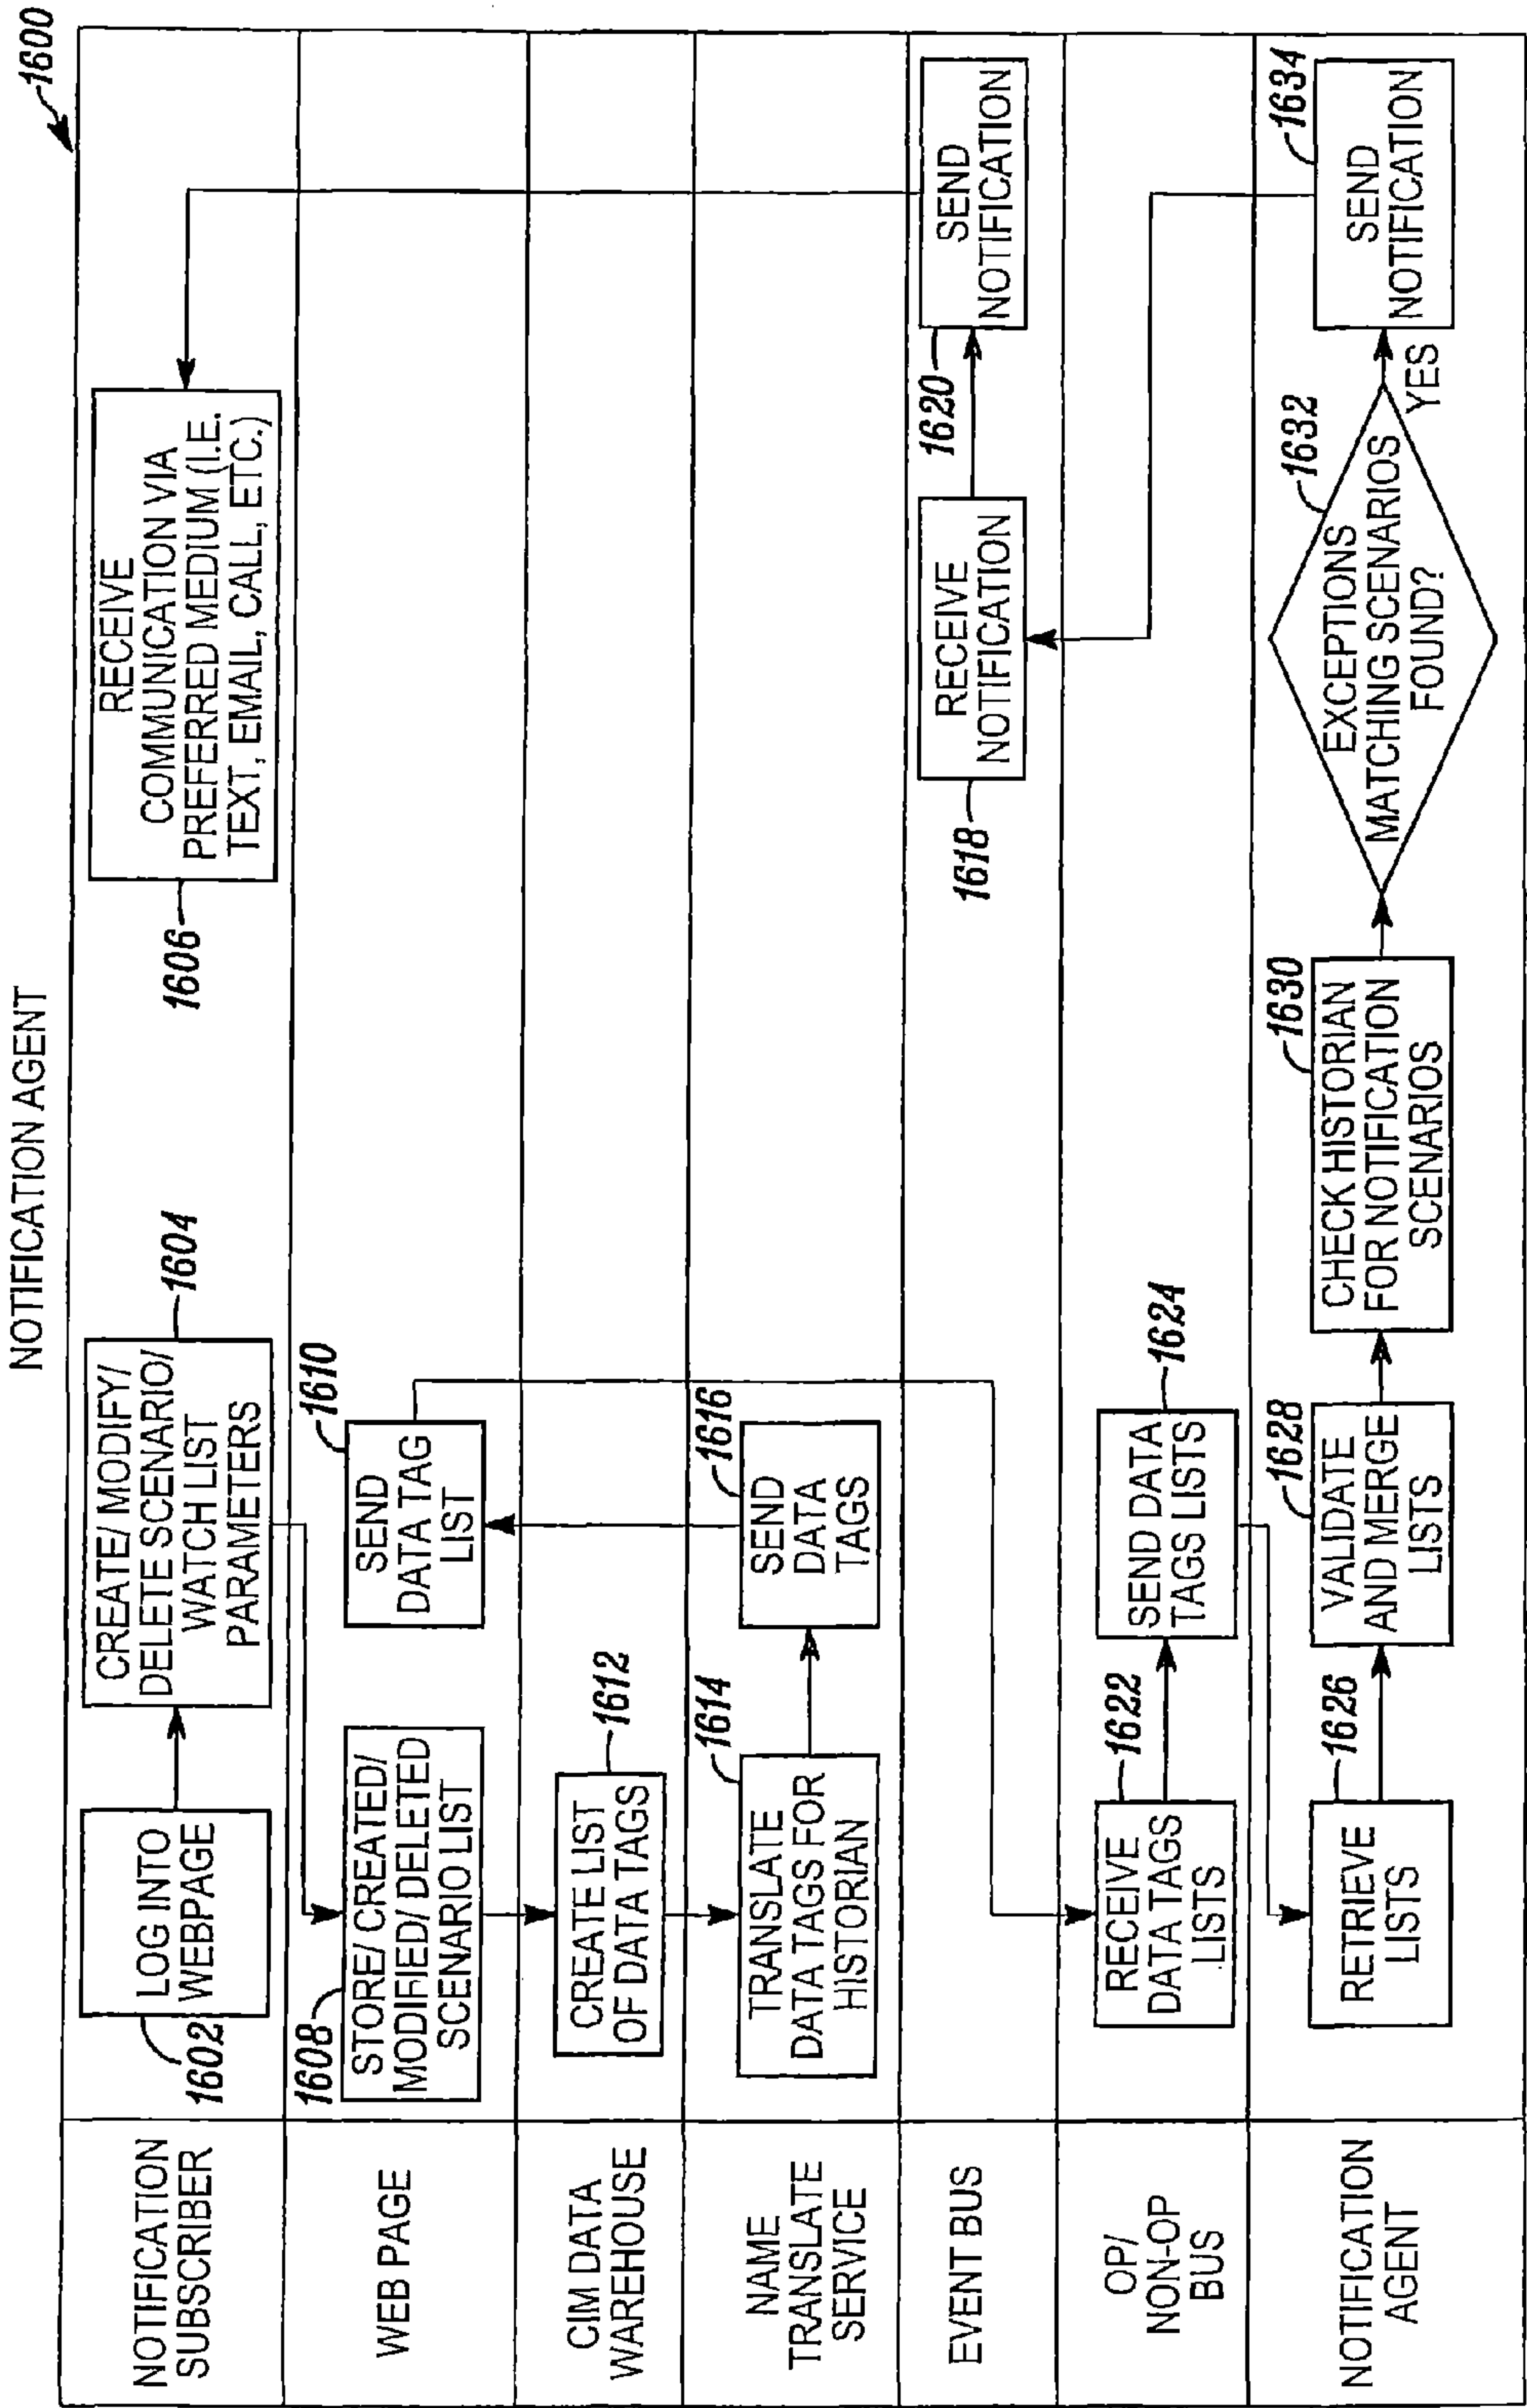 NOTIFICATION AGENT
1600
NOTIFICATION
SUBSCRIBER
LOG INTO
WEBPAGE
1602
CREATE/ MODIFY/
DELETE SCENARIO/
WATCH LIST
PARAMETERS
1604
RECEIVE
COMMUNICATION VIA
PREFERRED MEDIUM (I.E.
TEXT, EMAIL, CALL, ETC.)
1606
WEB PAGE
1608
STORE/ CREATED/
MODIFIED/ DELETED
SCENARIO LIST
1610
SEND
DATA TAG
LIST
CIM DATA
WAREHOUSE
CREATE LIST
OF DATA TAGS
1612
NAME
TRANSLATE
SERVICE
1614
TRANSLATE
DATA TAGS FOR
HISTORIAN
1616
SEND
DATA
TAGS
EVENT BUS
RECEIVE
NOTIFICATION
1618
1620
SEND
NOTIFICATION
OP/
NON-OP
BUS
1622
RECEIVE
DATA TAGS
LISTS
1624
SEND DATA
TAGS LISTS
NOTIFICATION
AGENT
1626
RETRIEVE
LISTS
1628
VALIDATE
AND MERGE
LISTS
1630
CHECK HISTORIAN
FOR NOTIFICATION
SCENARIOS
1632
EXCEPTIONS
MATCHING SCENARIOS
FOUND?
YES
1634
SEND
NOTIFICATION